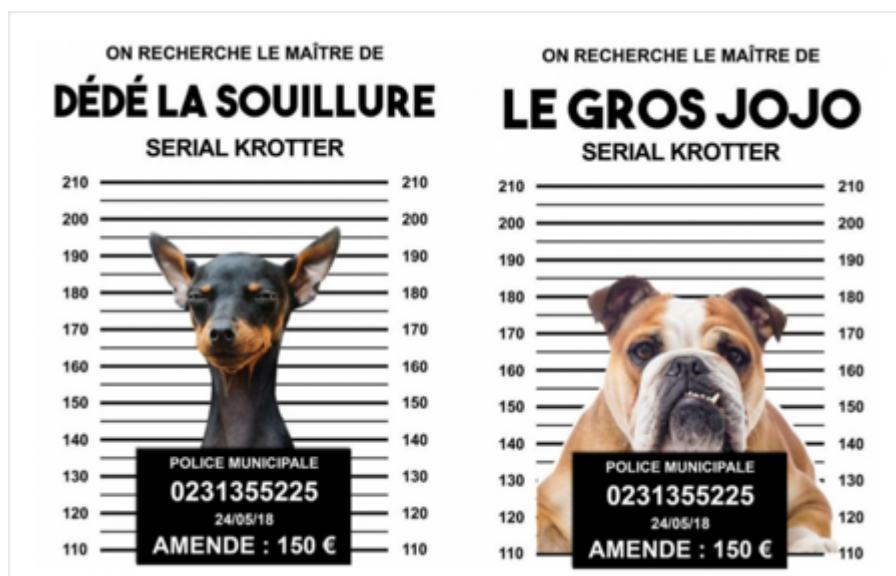 ON RECHERCHE LE MAÎTRE DE
DÉDÉ LA SOUILLURE
SERIAL KROTTER
210 210
200 200
190 190
180 180
170 170
160 160
150 150
140 140
130 130
120 120
110 110
POLICE MUNICIPALE
0231355225
24/05/18
AMENDE : 150 €
ON RECHERCHE LE MAÎTRE DE
LE GROS JOJO
SERIAL KROTTER
210 210
200 200
190 190
180 180
170 170
160 160
150 150
140 140
130 130
120 120
110 110
POLICE MUNICIPALE
0231355225
24/05/18
AMENDE : 150 €